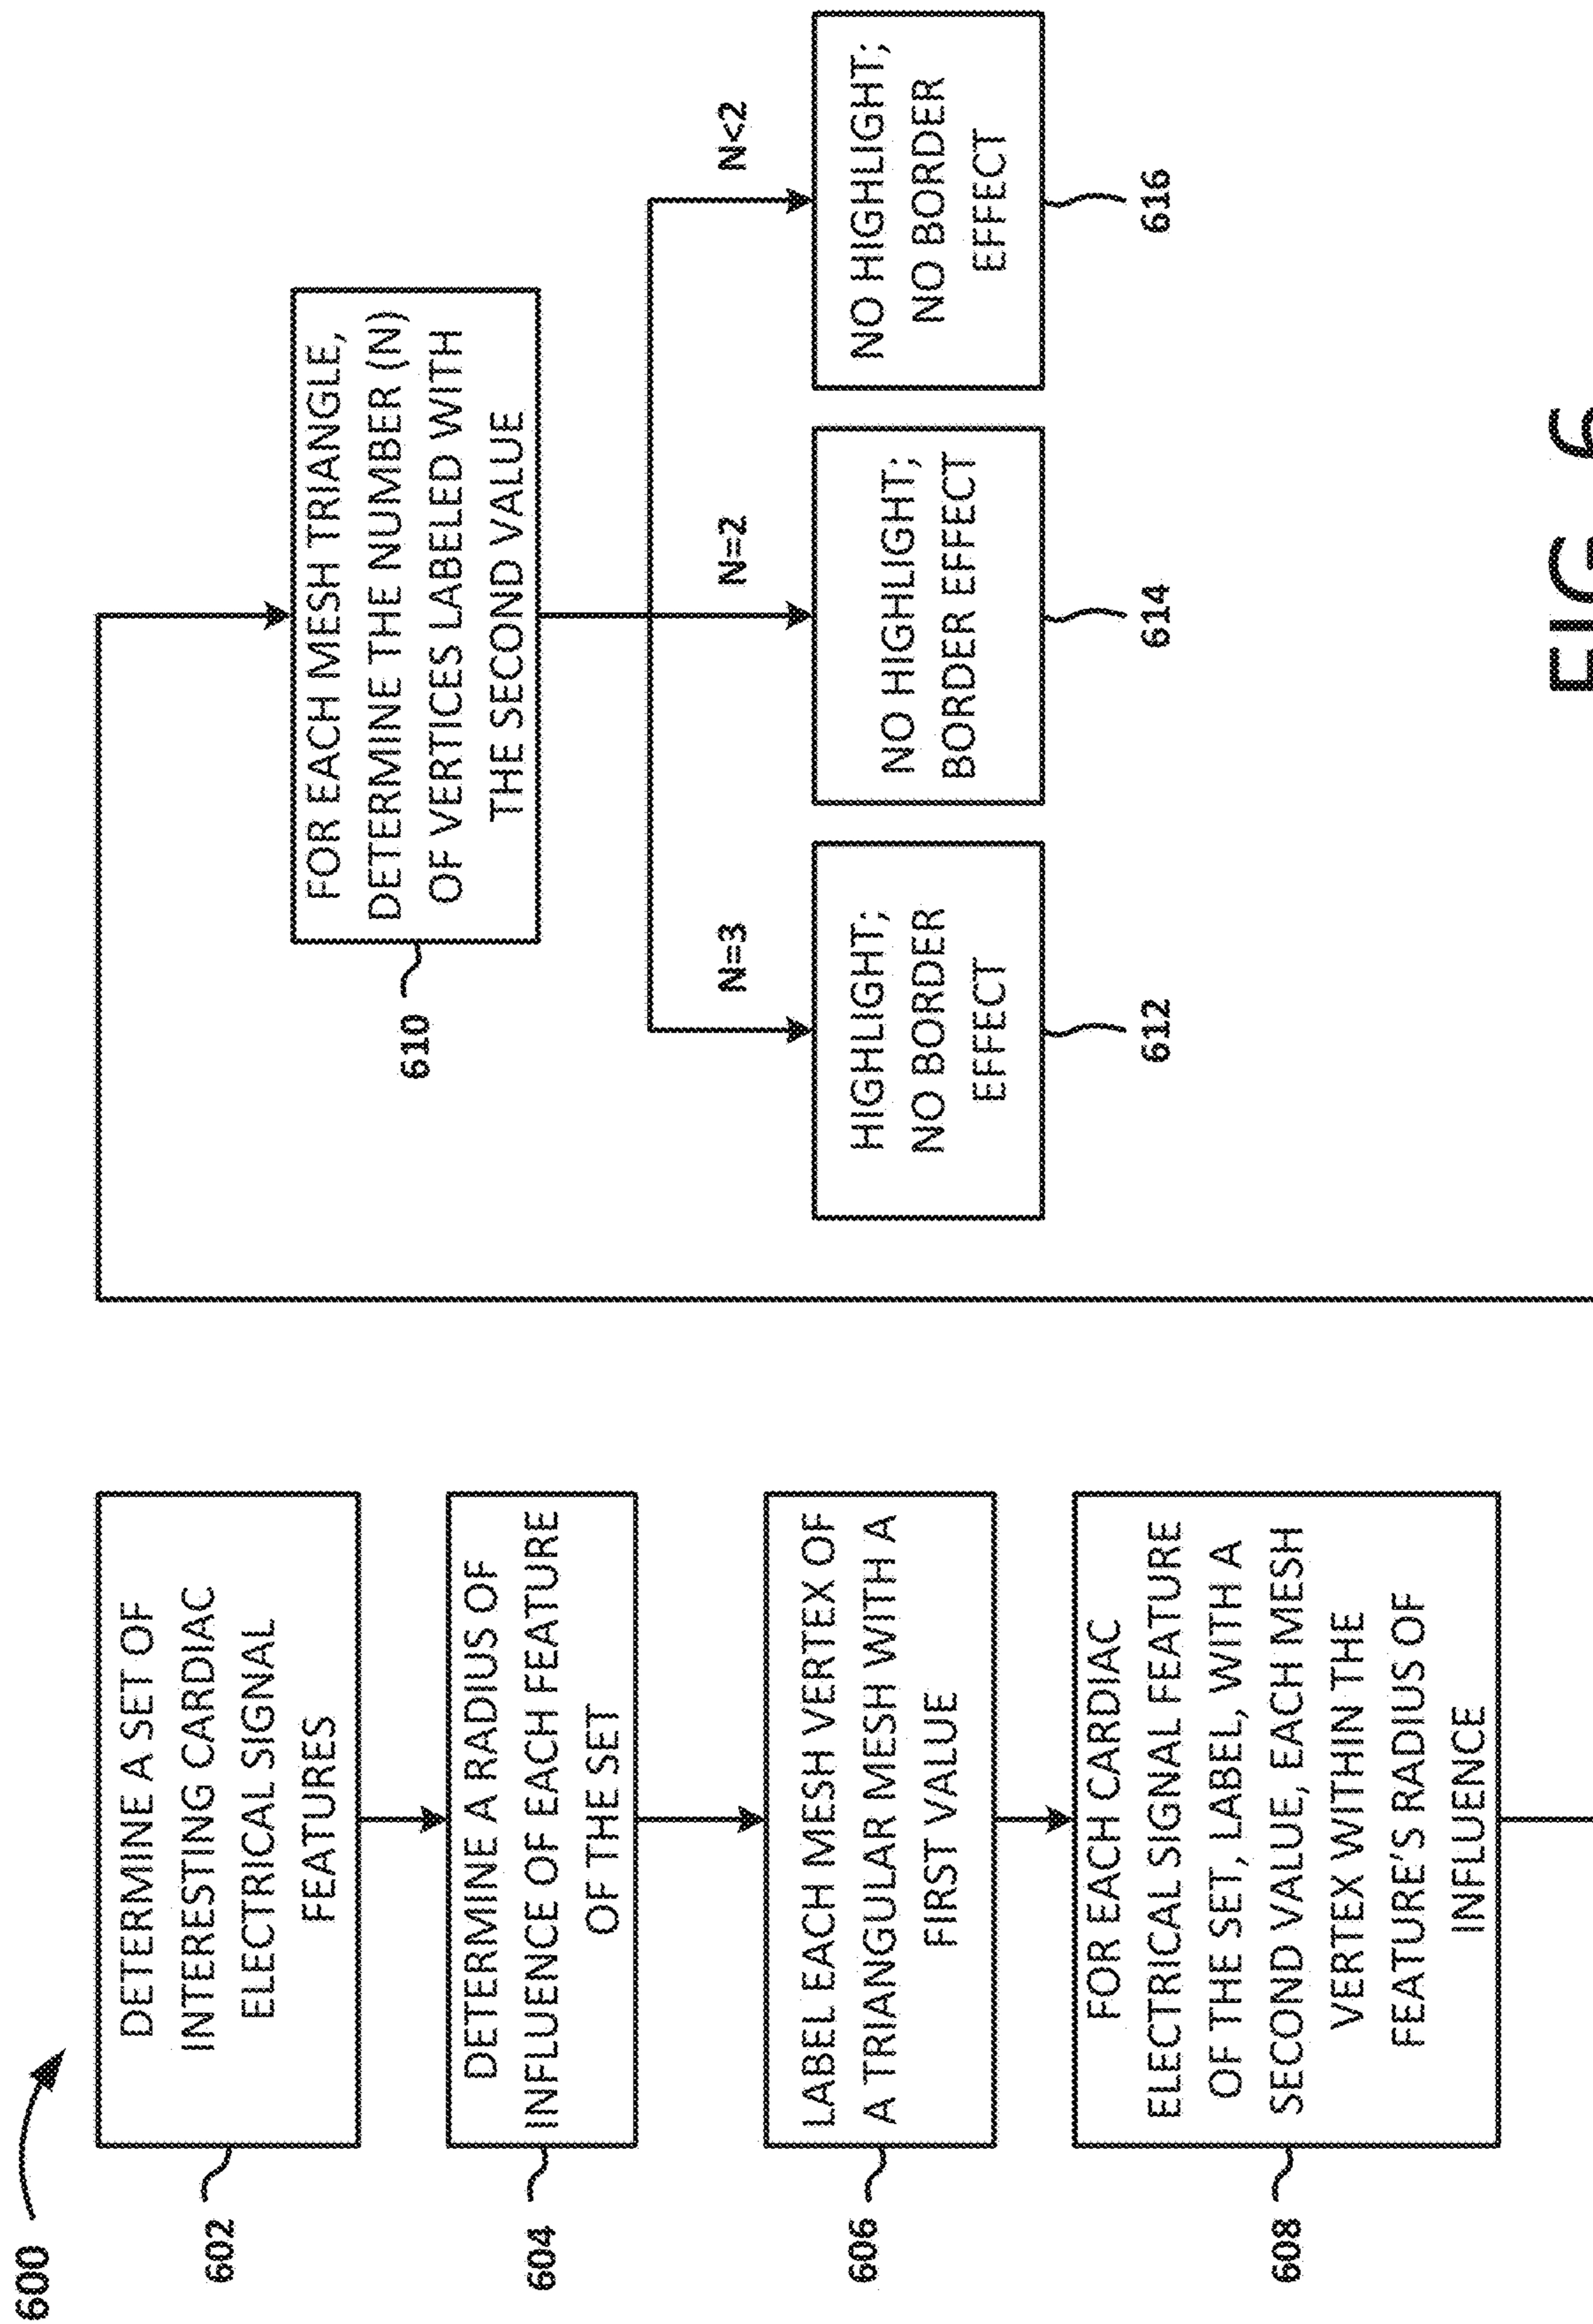 600
602
DETERMINE A SET OF
INTERESTING CARDIAC
ELECTRICAL SIGNAL
FEATURES
604
DETERMINE A RADIUS OF
INFLUENCE OF EACH FEATURE
OF THE SET
606
LABEL EACH MESH VERTEX OF
A TRIANGULAR MESH WITH A
FIRST VALUE
608
FOR EACH CARDIAC
ELECTRICAL SIGNAL FEATURE
OF THE SET, LABEL, WITH A
SECOND VALUE, EACH MESH
VERTEX WITHIN THE
FEATURE'S RADIUS OF
INFLUENCE
610
FOR EACH MESH TRIANGLE,
DETERMINE THE NUMBER (N)
OF VERTICES LABELED WITH
THE SECOND VALUE
N=3
N=2
N<2
HIGHLIGHT;
NO BORDER
EFFECT
612
NO HIGHLIGHT;
BORDER EFFECT
614
NO HIGHLIGHT;
NO BORDER
EFFECT
616
FIG. 6